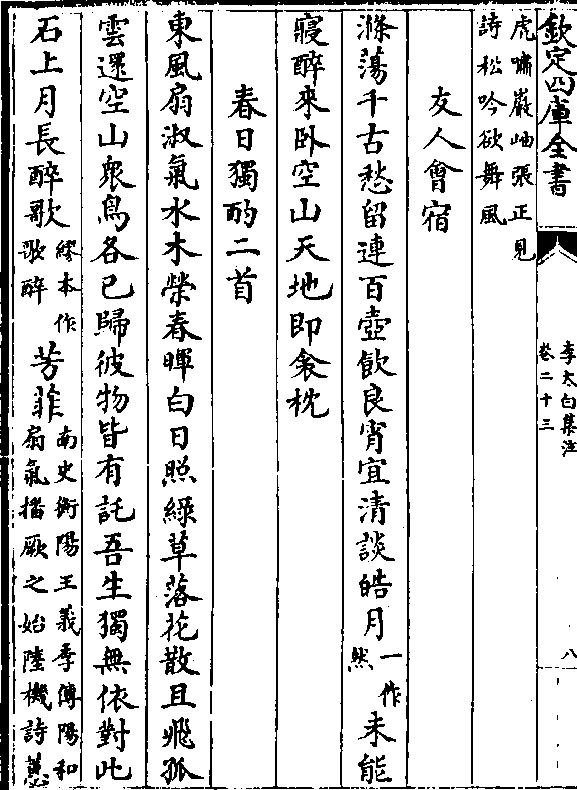 欽定四庫全書
李太白集注
卷二十三
八
虎嘯巖岫張正見
詩松吟欲舞風
友人會宿
滌蕩千古愁留連百壺飲良宵宜清談皓月一作然未能
寢醉來卧空山天地即衾枕
春日獨酌二首
東風扇淑氣水木榮春暉白日照綠草落花散且飛孤
雲還空山衆鳥各已歸彼物皆有託吾生獨無依對此
石上月長醉歌繆本作歌醉芳菲南史衡陽王義季傳陽和扇氣播厥之始陸機詩蕙